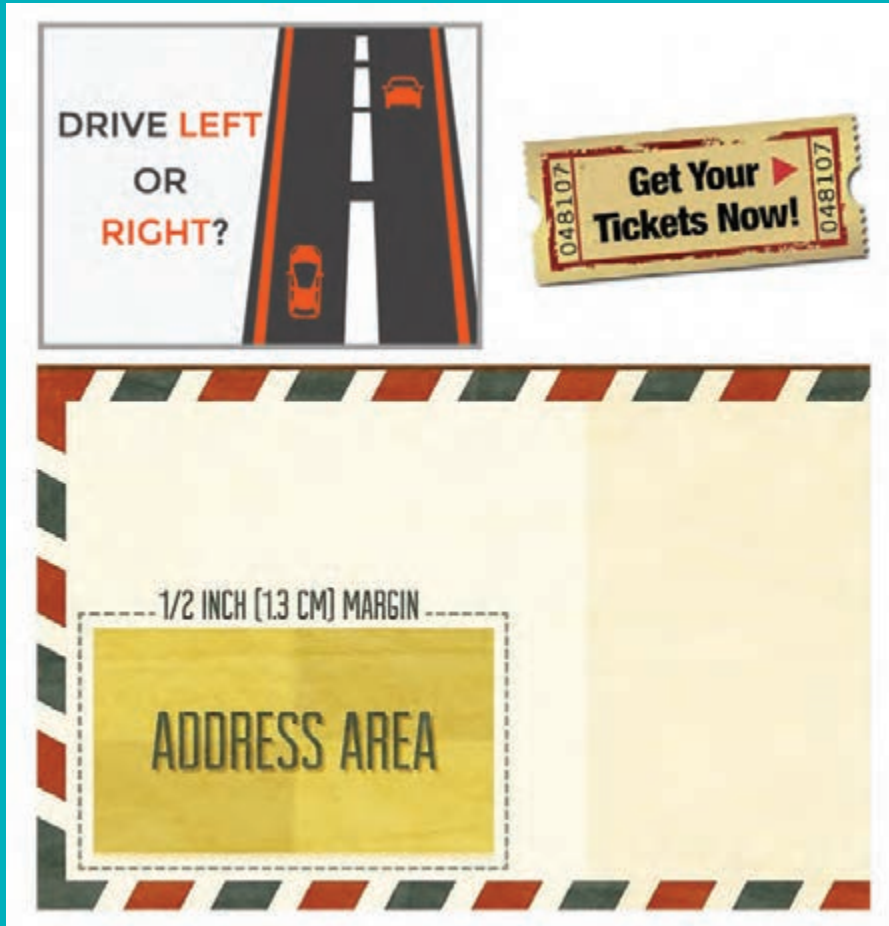 DRIVE LEFT
OR
RIGHT?
048107
Get Your
Tickets Now!
048107
1/2 INCH (1.3 CM) MARGIN
ADDRESS AREA